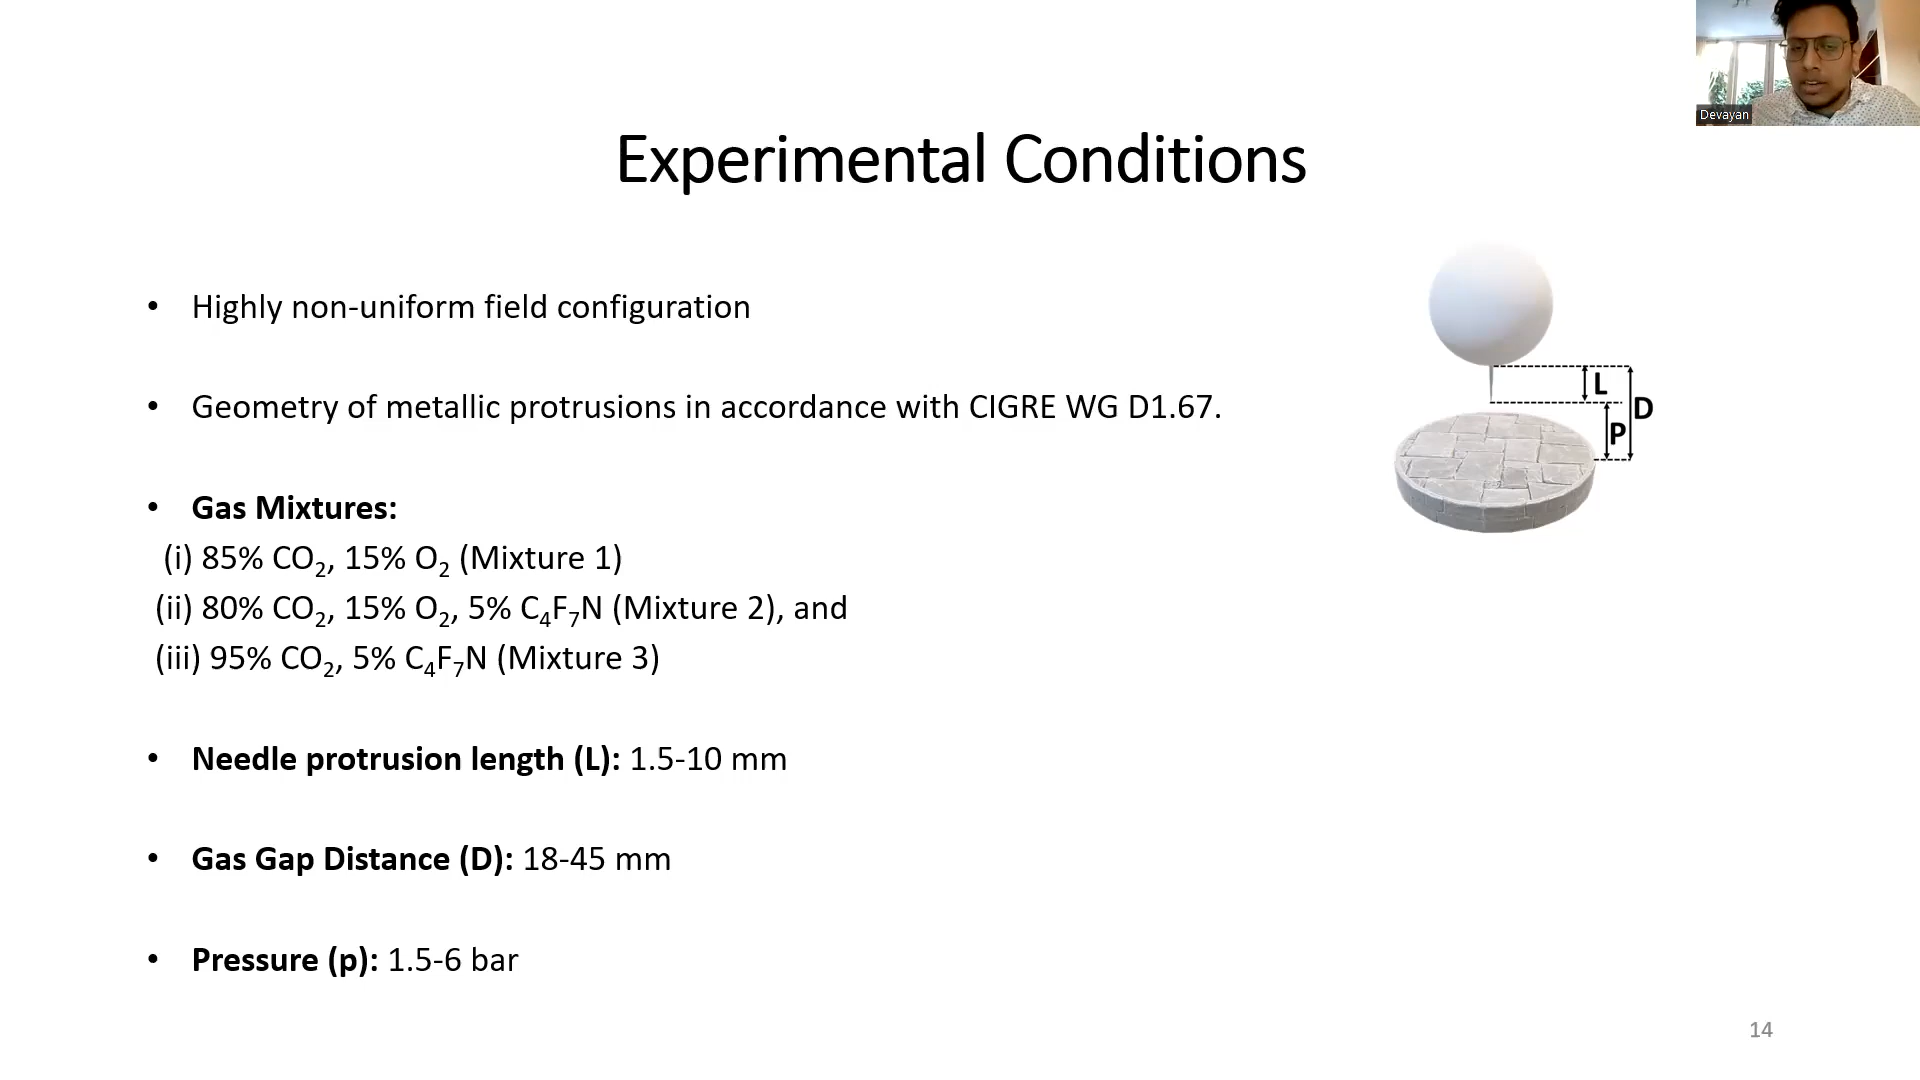 Devayan
Experimental Conditions
• Highly non-uniform field configuration
• Geometry of metallic protrusions in accordance with CIGRE WG D1.67.
• Gas Mixtures:
(i) 85% CO₂, 15% O₂ (Mixture 1)
(ii) 80% CO₂, 15% O₂, 5% C₄F₇N (Mixture 2), and
(iii) 95% CO₂, 5% C₄F₇N (Mixture 3)
• Needle protrusion length (L): 1.5-10 mm
• Gas Gap Distance (D): 18-45 mm
• Pressure (p): 1.5-6 bar
L
D
P
14